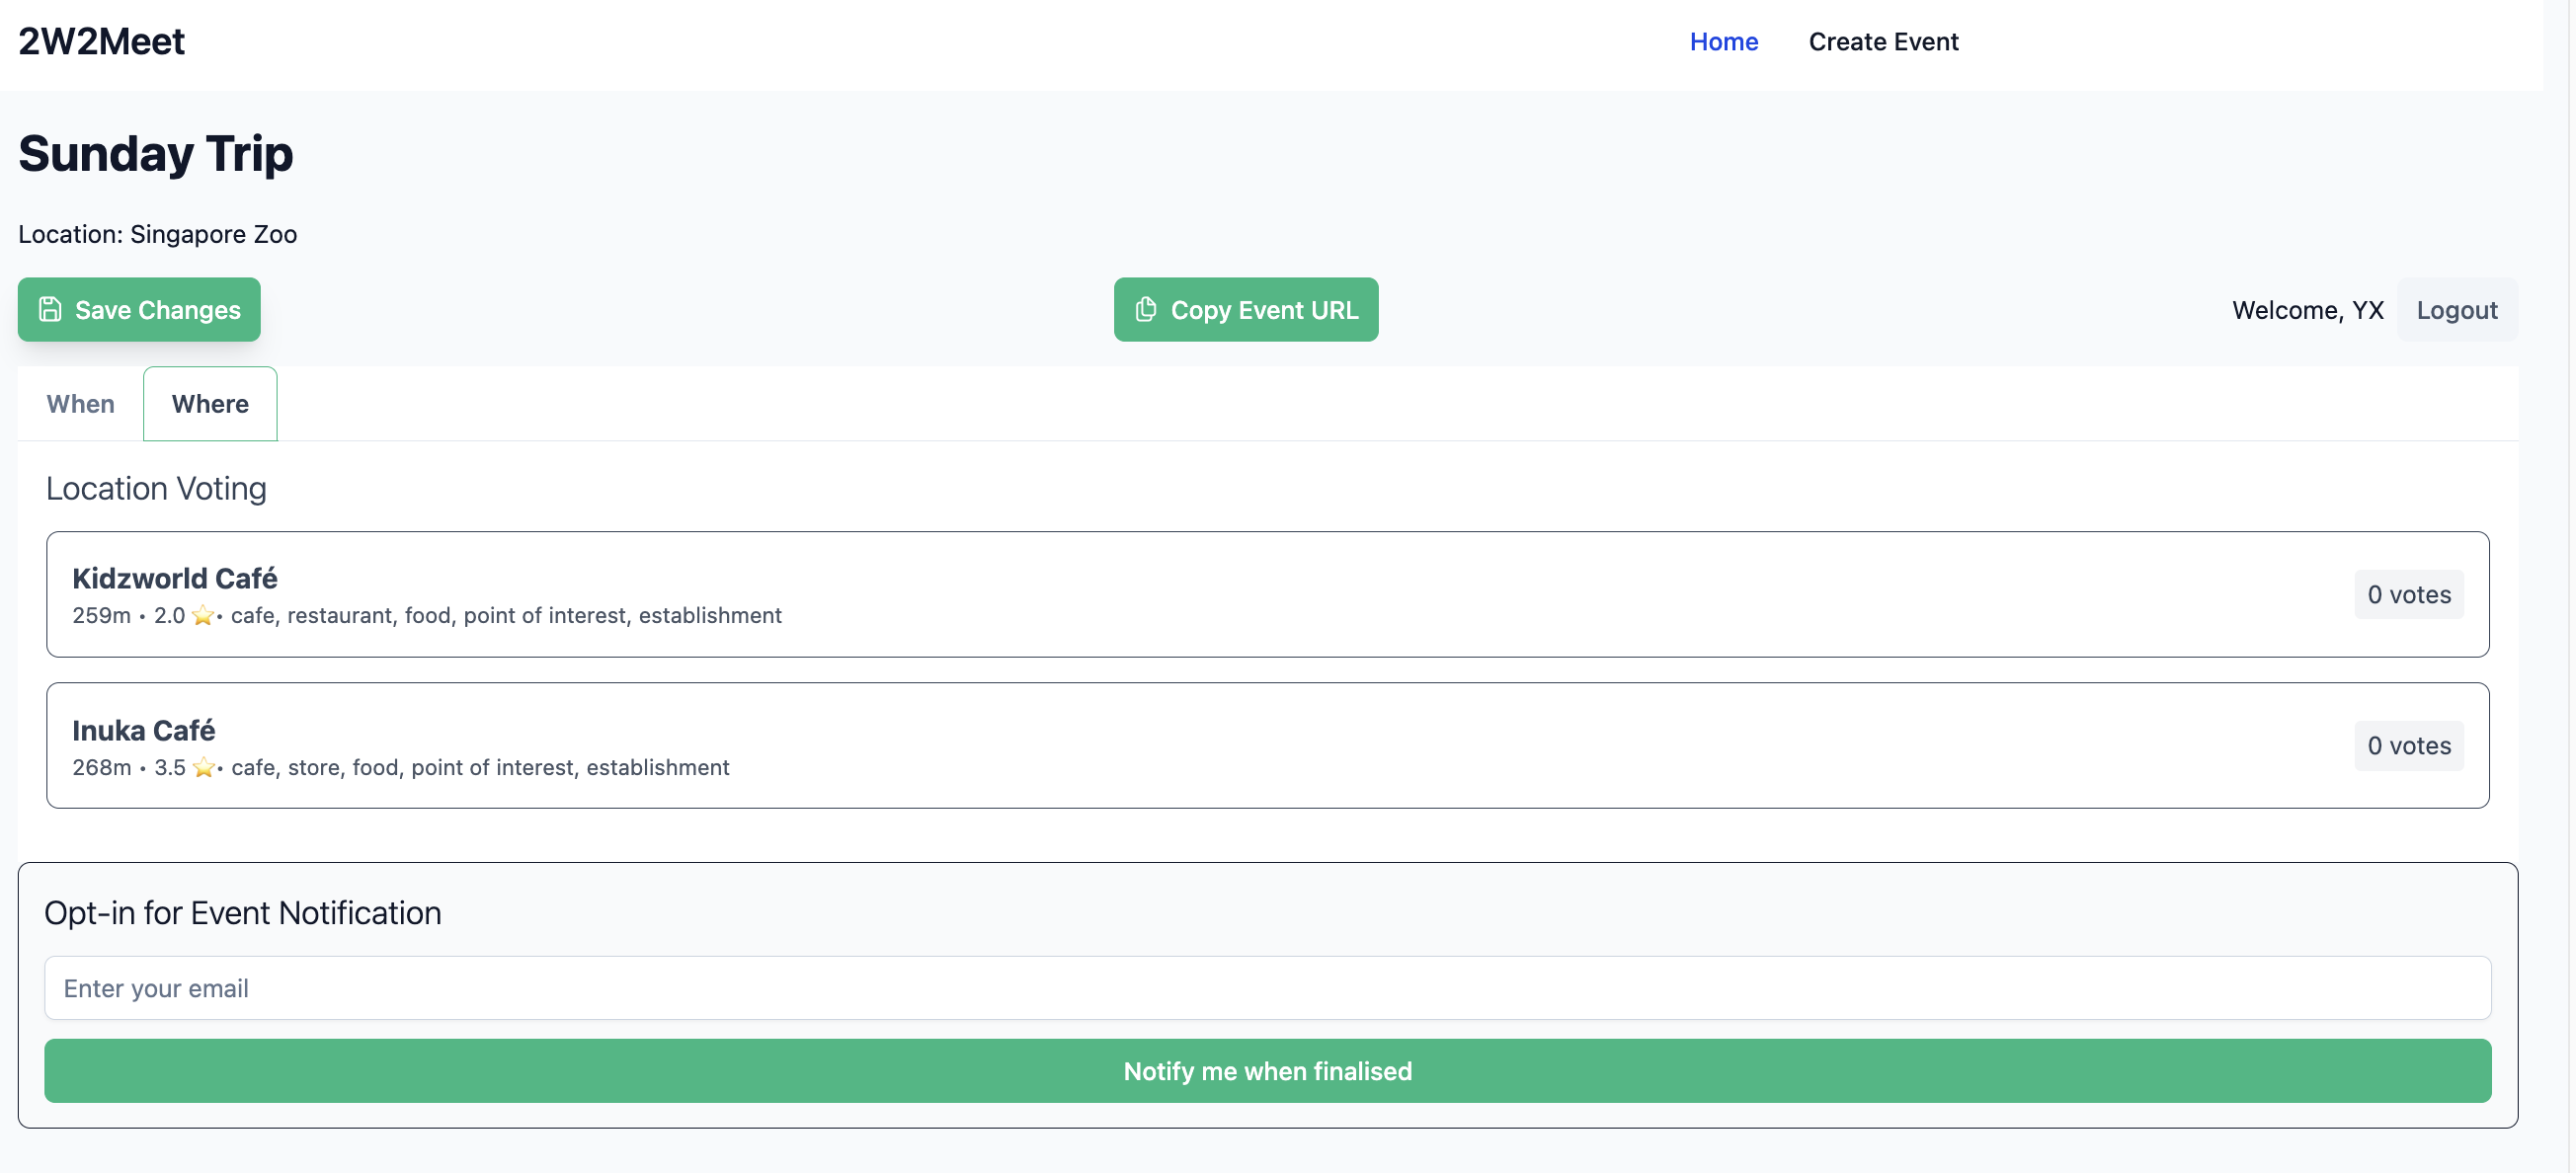 2W2Meet
Home
Create Event
Sunday Trip
Location: Singapore Zoo
Save Changes
Copy Event URL
Welcome, YX
Logout
When
Where
Location Voting
Kidzworld Café
259m • 2.0 ⭐• cafe, restaurant, food, point of interest, establishment
0 votes
Inuka Café
268m • 3.5 ⭐• cafe, store, food, point of interest, establishment
0 votes
Opt-in for Event Notification
Enter your email
Notify me when finalised